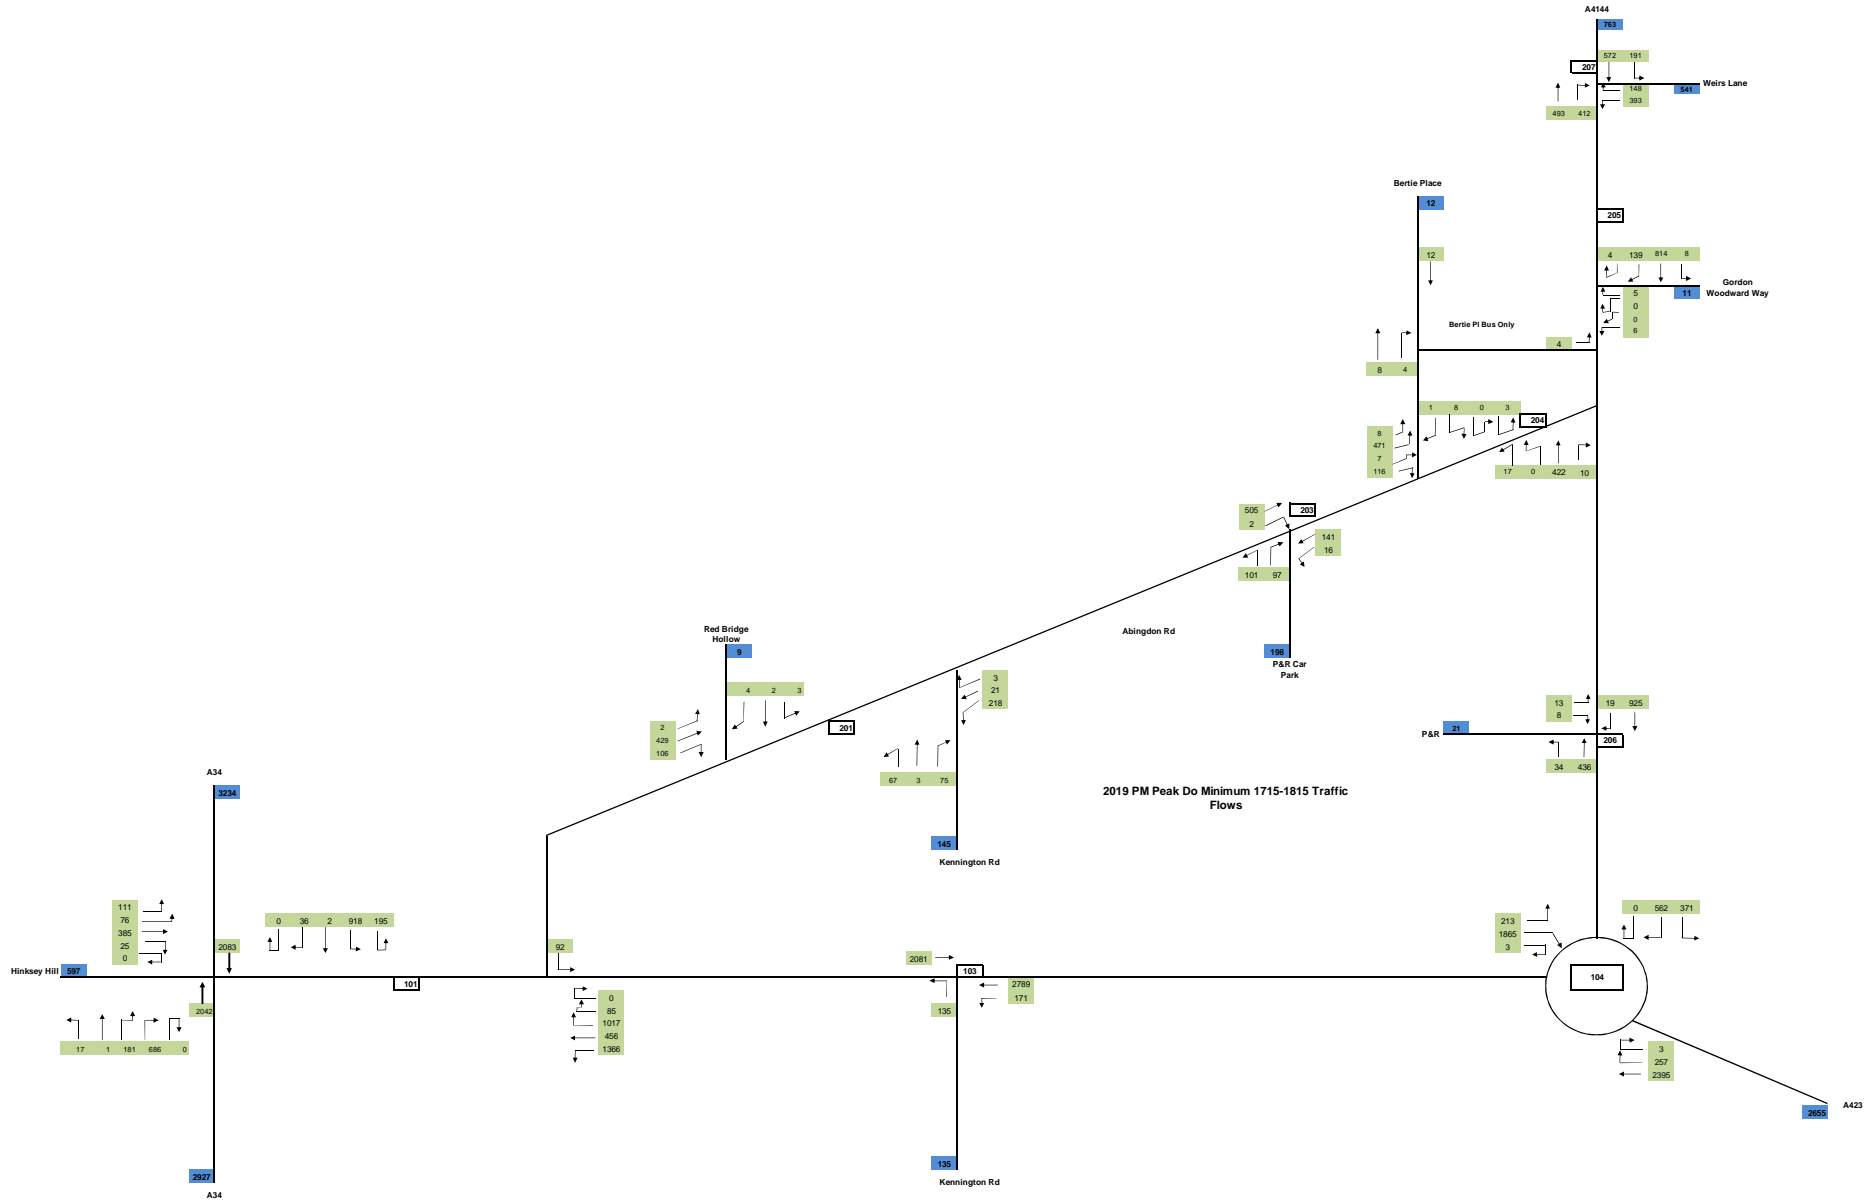 A4144
763
572 191
207
Weirs Lane
148
541
393
493 412
Bertie Place
12
205
12
4 139 814 8
Gordon
Woodward Way
5
11
0
0
6
Bertie Pl Bus Only
4
8 4
1 8 0 3
204
8
471
7
116
17 0 422 10
505
2
203
141
16
101 97
Abingdon Rd
Red Bridge
Hollow
9
198
P&R Car
Park
3
21
218
4 2 3
13
8
19 925
2
429
106
201
P&R
21
206
34 436
67 3 75
A34
3234
2019 PM Peak Do Minimum 1715-1815 Traffic
Flows
145
Kennington Rd
111
76
385
25
0
0 36 2 918 195
2083
92
213
1865
3
0 562 371
2081
Hinksey Hill
597
101
103
104
2789
171
0
85
1017
456
1366
2042
135
17 1 181 686 0
3
257
2395
2655
A423
2927
A34
135
Kennington Rd